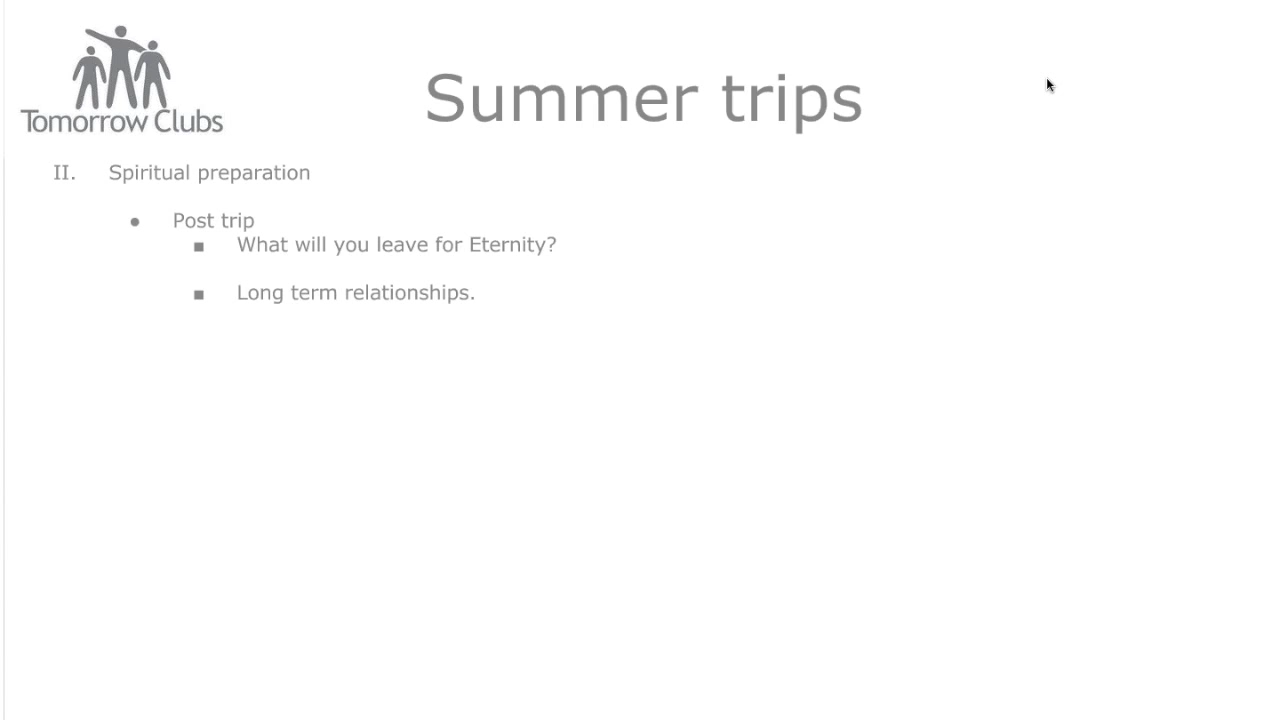 Tomorrow Clubs
Summer trips
II. Spiritual preparation
● Post trip
■ What will you leave for Eternity?
■ Long term relationships.